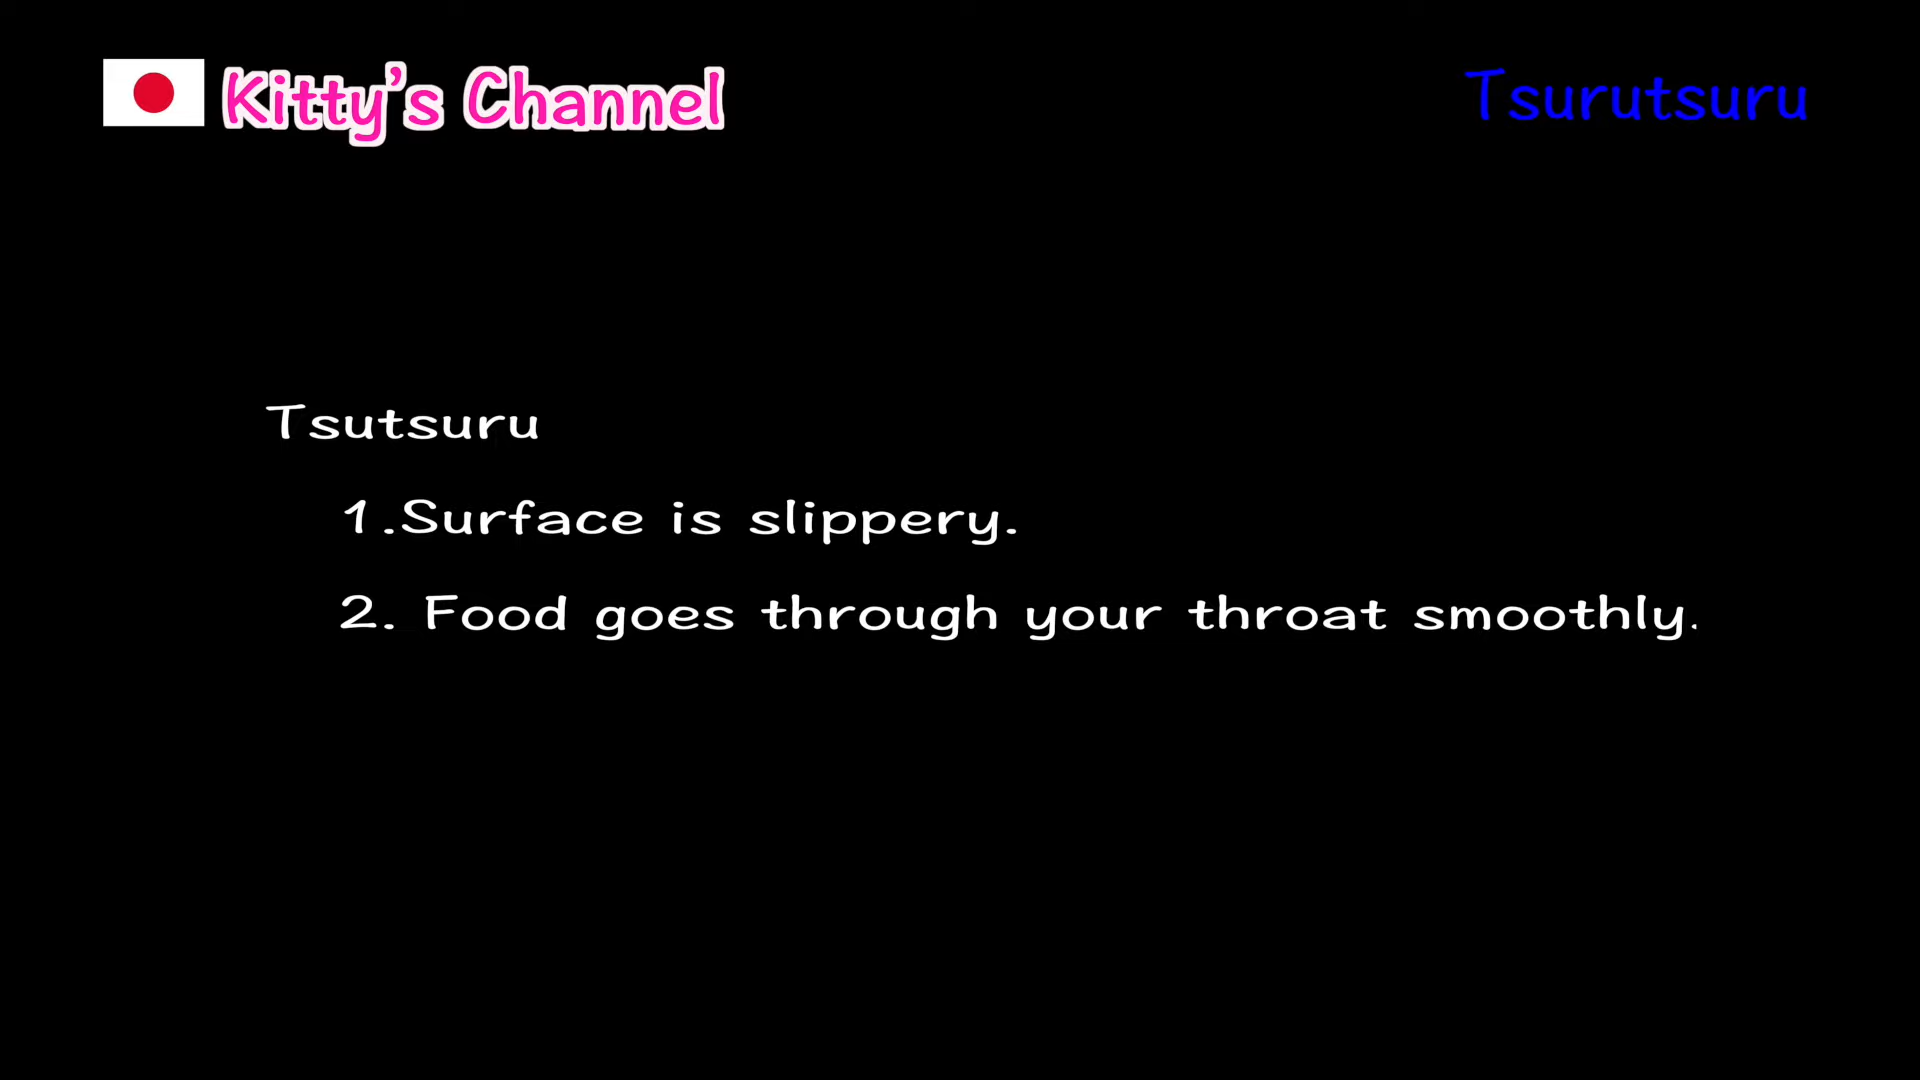 Kitty's Channel
Tsurutsuru
Tsutsuru
1.Surface is slippery.
2. Food goes through your throat smoothly.